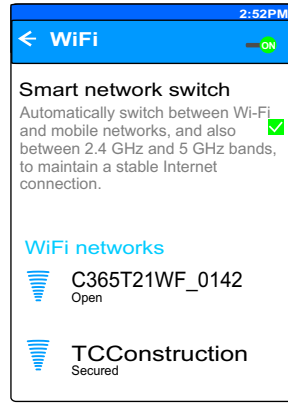 2:52PM
WiFi
ON
Smart network switch
Automatically switch between Wi-Fi
and mobile networks, and also
between 2.4 GHz and 5 GHz bands,
to maintain a stable Internet
connection.
WiFi networks
C365T21WF_0142
Open
TCConstruction
Secured